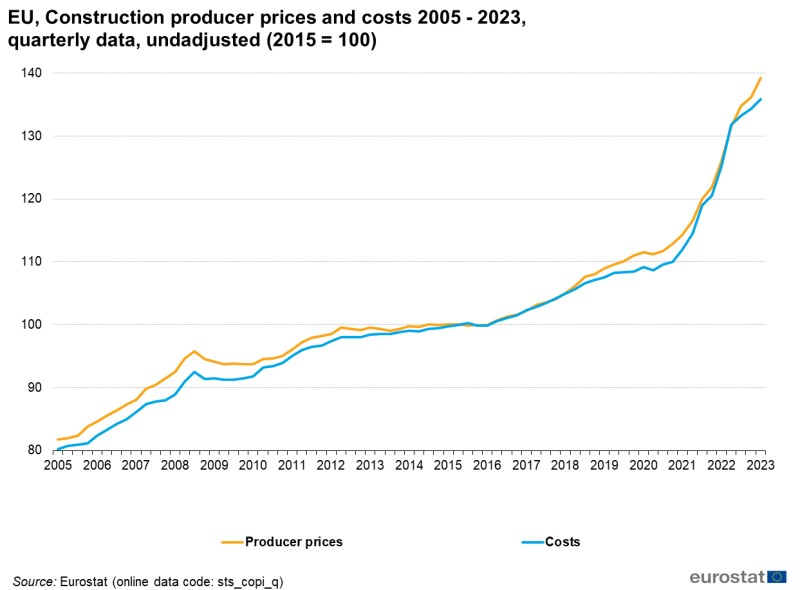 EU, Construction producer prices and costs 2005 - 2023,
quarterly data, undadjusted (2015 = 100)
140
130
120
110
100
90
80
2005 2006 2007 2008 2009 2010 2011 2012 2013 2014 2015 2016 2017 2018 2019 2020 2021 2022 2023
Producer prices Costs
Source: Eurostat (online data code: sts_copi_q)
eurostat